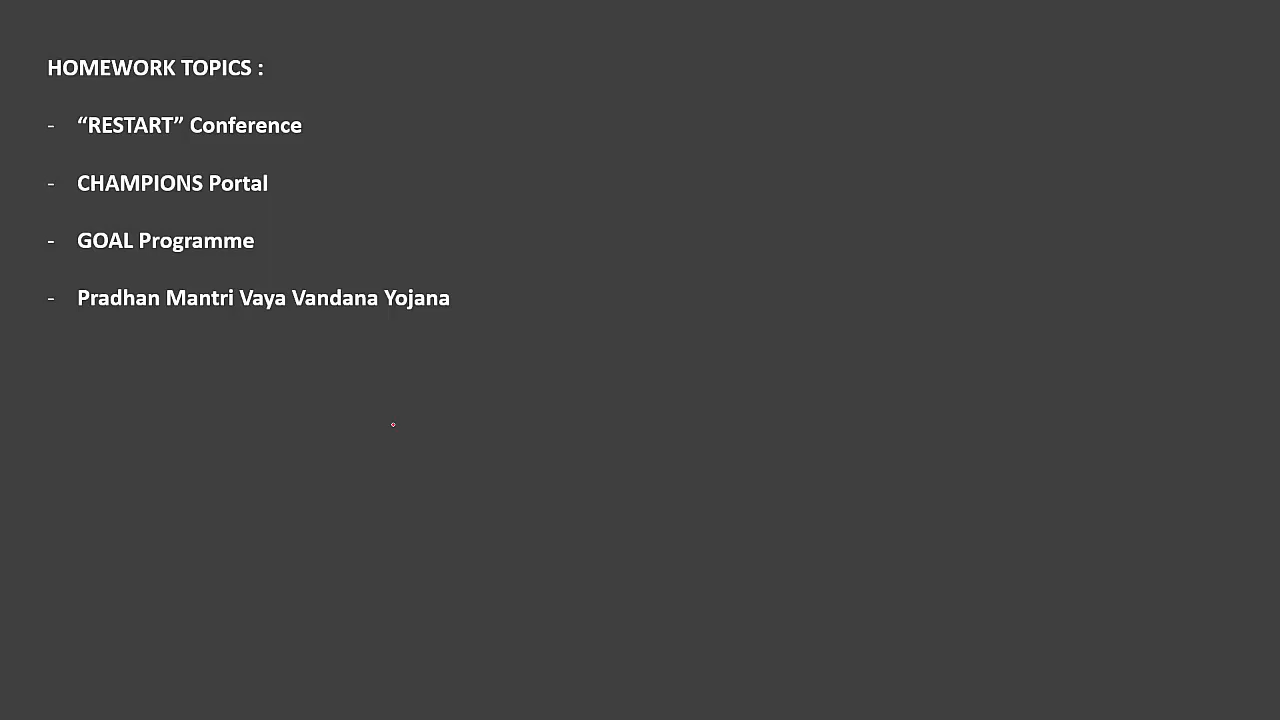 HOMEWORK TOPICS :
- “RESTART” Conference
- CHAMPIONS Portal
- GOAL Programme
- Pradhan Mantri Vaya Vandana Yojana